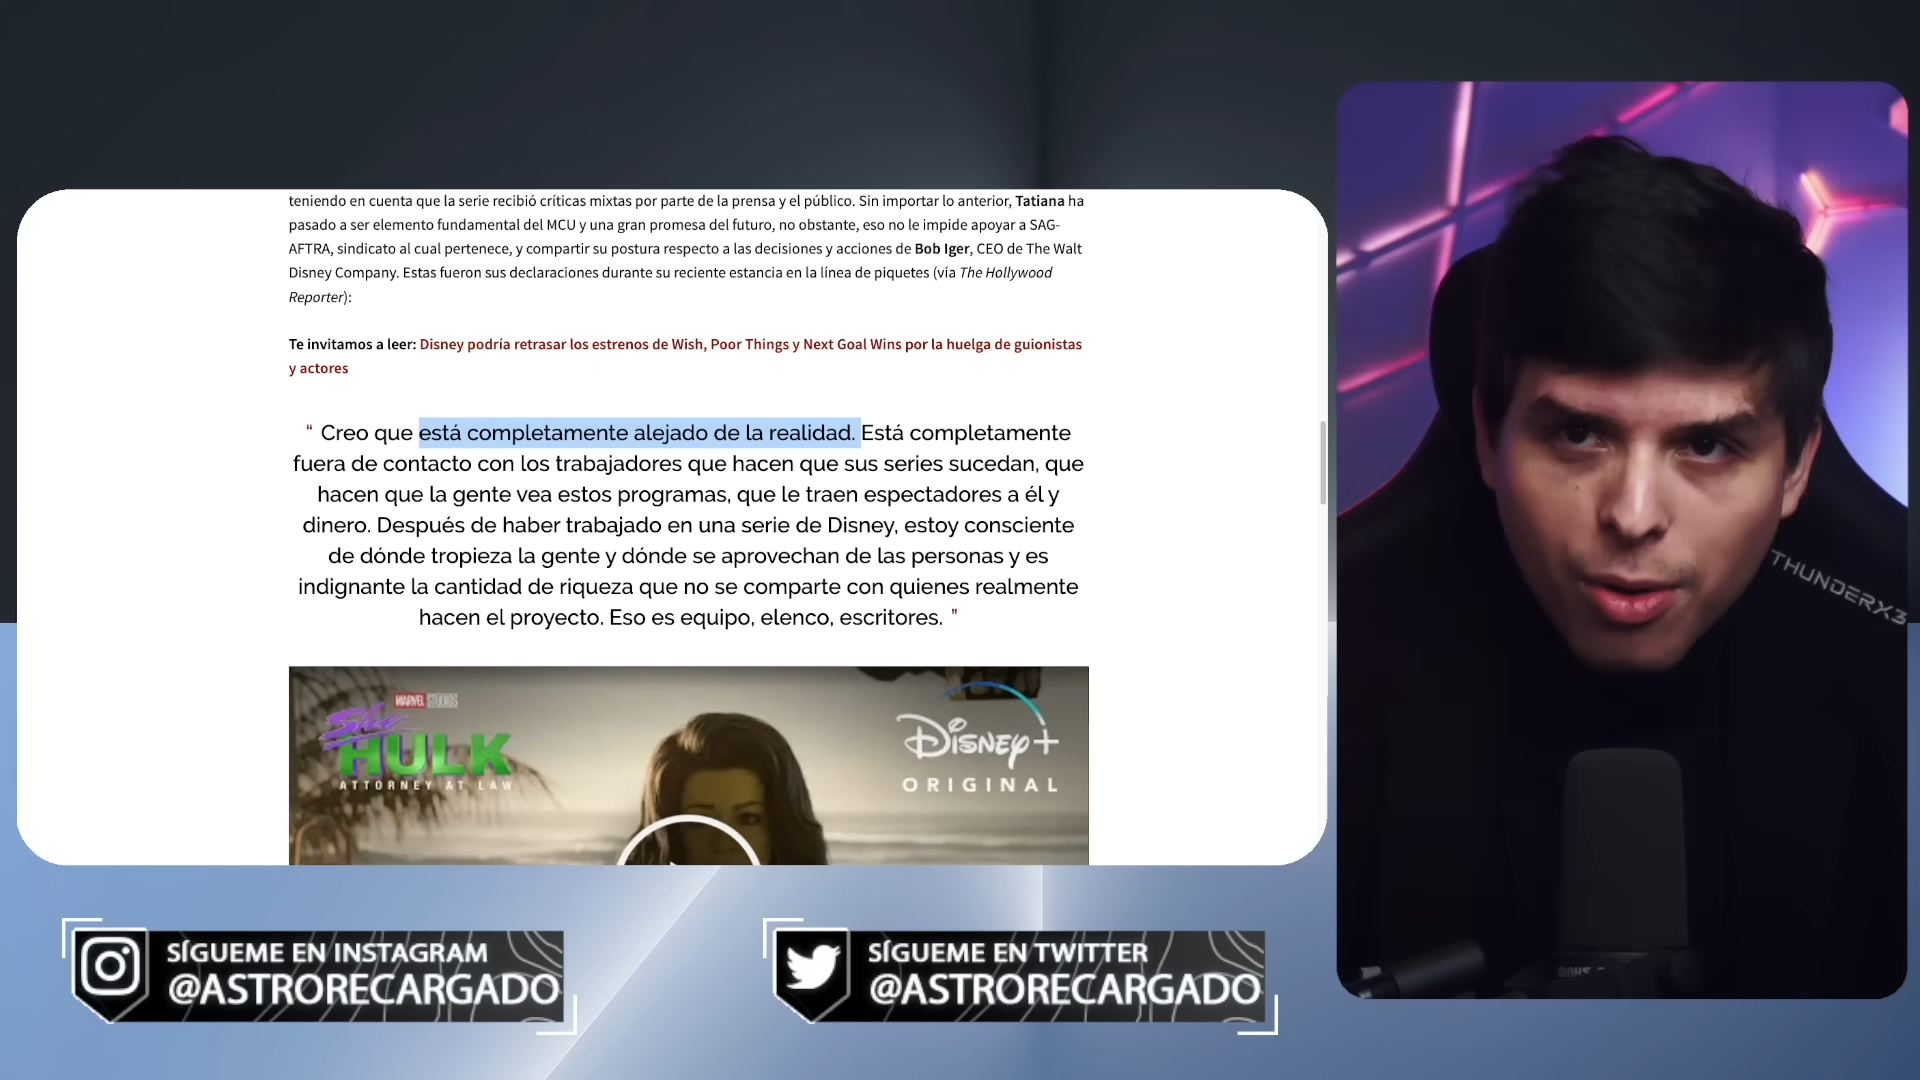 teniendo en cuenta que la serie recibió críticas mixtas por parte de la prensa y el público. Sin importar lo anterior, Tatiana ha
pasado a ser elemento fundamental del MCU y una gran promesa del futuro, no obstante, eso no le impide apoyar a SAG-
AFTRA, sindicato al cual pertenece, y compartir su postura respecto a las decisiones y acciones de Bob Iger, CEO de The Walt
Disney Company. Estas fueron sus declaraciones durante su reciente estancia en la línea de piquetes (vía The Hollywood
Reporter):
Te invitamos a leer: Disney podría retrasar los estrenos de Wish, Poor Things y Next Goal Wins por la huelga de guionistas
y actores
“ Creo que está completamente alejado de la realidad. Está completamente
fuera de contacto con los trabajadores que hacen que sus series sucedan, que
hacen que la gente vea estos programas, que le traen espectadores a él y
dinero. Después de haber trabajado en una serie de Disney, estoy consciente
de dónde tropieza la gente y dónde se aprovechan de las personas y es
indignante la cantidad de riqueza que no se comparte con quienes realmente
hacen el proyecto. Eso es equipo, elenco, escritores. ”
MARVEL STUDIOS
She
HULK
ATTORNEY AT LAW
Disney+
ORIGINAL
THUNDERX3
SÍGUEME EN INSTAGRAM
@ASTRORECARGADO
SÍGUEME EN TWITTER
@ASTRORECARGADO